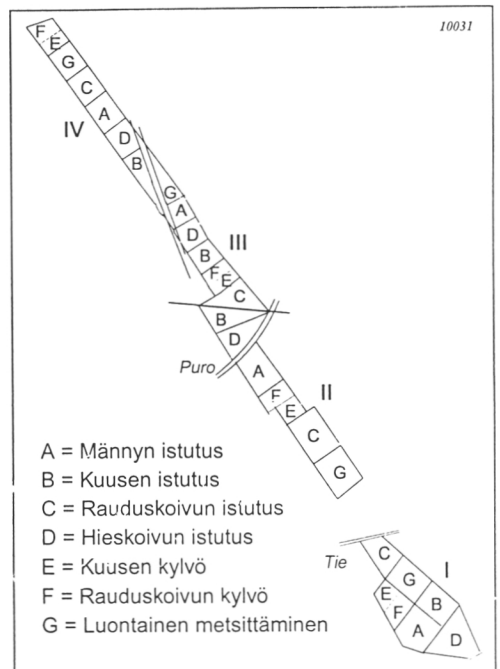 10031
F E
G
C
A
IV
D
B
G
A
D
III
B
F E
C
B
D
Puro
A
F
II
E
C
G
A = Männyn istutus
B = Kuusen istutus
C = Rauduskoivun istutus
D = Hieskoivun istutus
E = Kuusen kylvö
F = Rauduskoivun kylvö
G = Luontainen metsittäminen
Tie
C
I
G
E
B
F
A
D